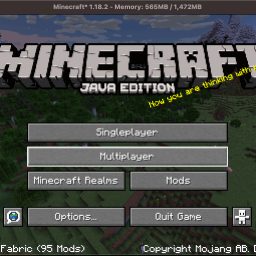 Minecraft* 1.18.2 - Memory: 565MB / 1,472MB
MINECRAFT
JAVA EDITION
Now you are thinking with
Singleplayer
Multiplayer
Minecraft Realms
Mods
Options...
Quit Game
Fabric (95 Mods)
Copyright Mojang AB. D